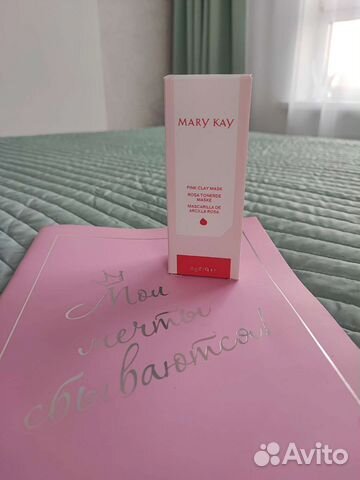 MARY KAY
PINK CLAY MASK
ROSA TONERDE
MASKE
MASCARILLA DE
ARCILLA ROSA
Мои
мечты
сбываются!
Avito